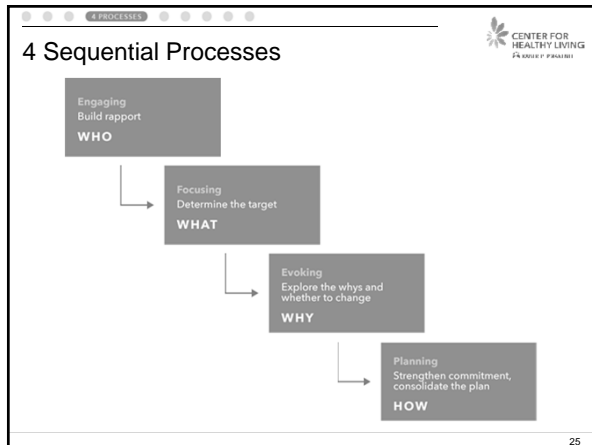 4 PROCESSES
4 Sequential Processes
CENTER FOR
HEALTHY LIVING
Engaging
Build rapport
WHO
Focusing
Determine the target
WHAT
Evoking
Explore the whys and
whether to change
WHY
Planning
Strengthen commitment,
consolidate the plan
HOW
25